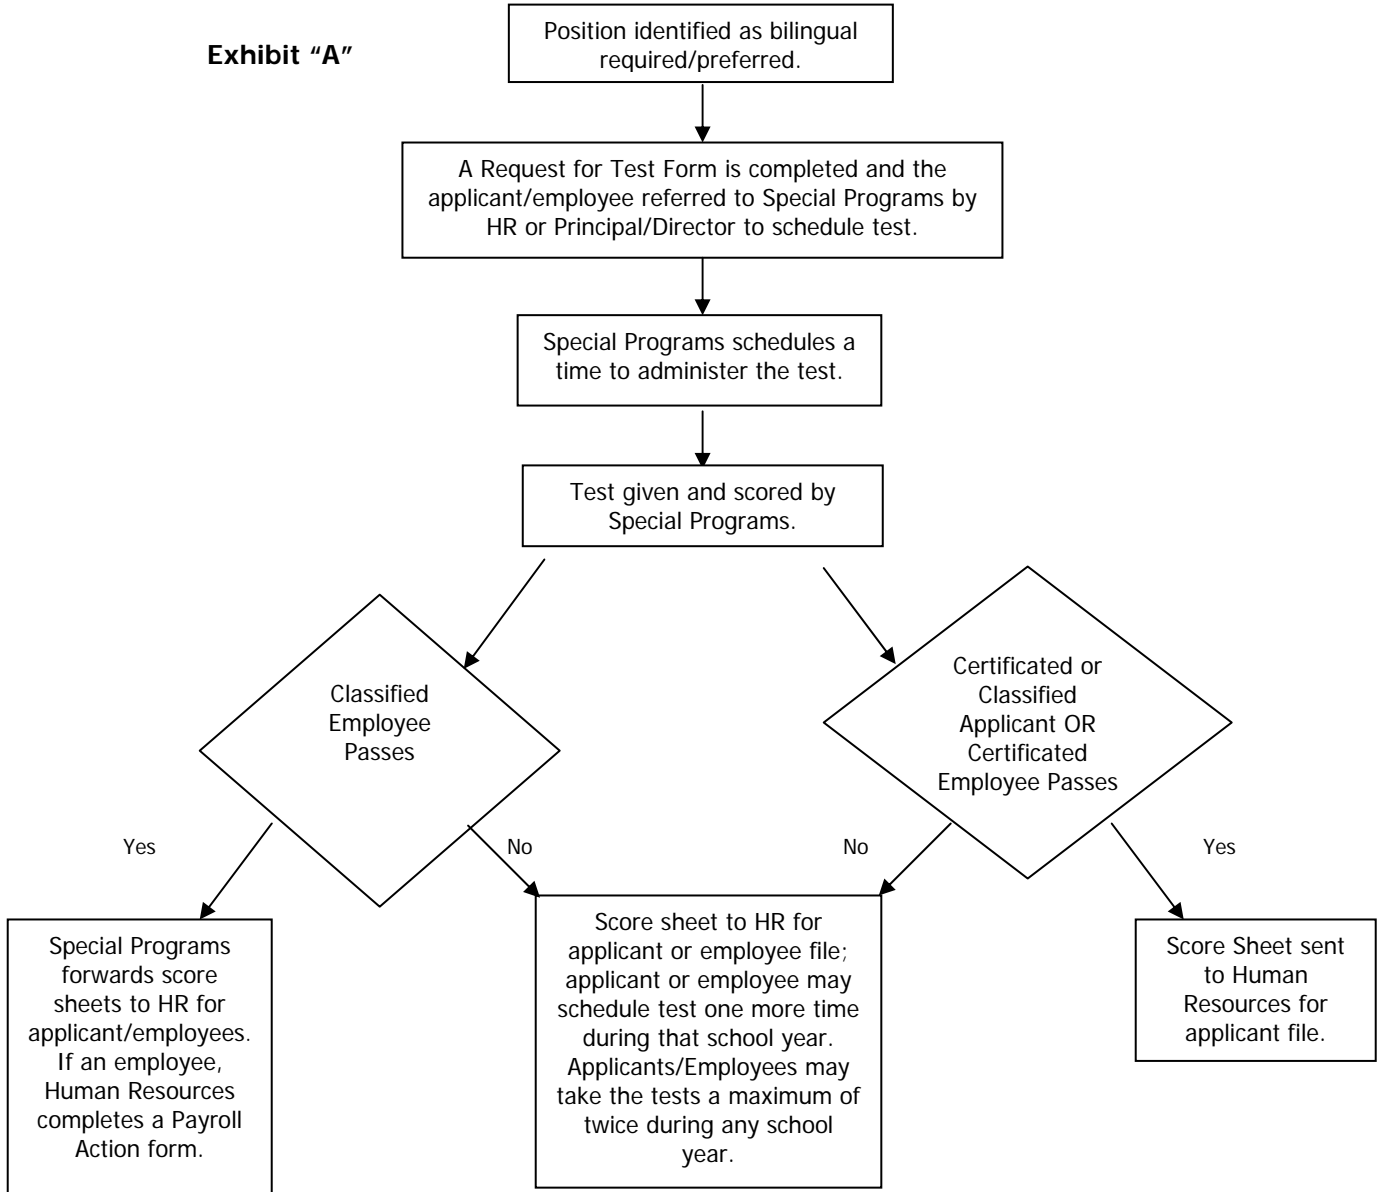 Exhibit “A”
Position identified as bilingual
required/preferred.
A Request for Test Form is completed and the
applicant/employee referred to Special Programs by
HR or Principal/Director to schedule test.
Special Programs schedules a
time to administer the test.
Test given and scored by
Special Programs.
Classified
Employee
Passes
Certificated or
Classified
Applicant OR
Certificated
Employee Passes
Yes
No
No
Yes
Special Programs
forwards score
sheets to HR for
applicant/employees.
If an employee,
Human Resources
completes a Payroll
Action form.
Score sheet to HR for
applicant or employee file;
applicant or employee may
schedule test one more time
during that school year.
Applicants/Employees may
take the tests a maximum of
twice during any school
year.
Score Sheet sent
to Human
Resources for
applicant file.